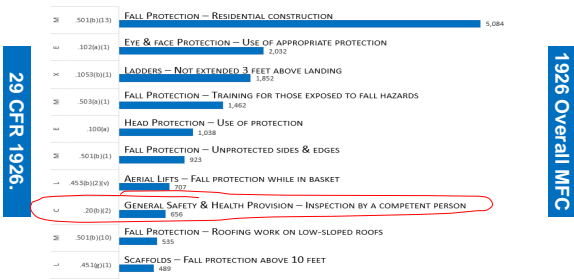 29 CFR 1926.
M .501(b)(13) FALL PROTECTION – RESIDENTIAL CONSTRUCTION 5,084
E .102(a)(1) EYE & FACE PROTECTION – USE OF APPROPRIATE PROTECTION 2,032
X .1053(b)(1) LADDERS – NOT EXTENDED 3 FEET ABOVE LANDING 1,852
M .503(a)(1) FALL PROTECTION – TRAINING FOR THOSE EXPOSED TO FALL HAZARDS 1,462
E .100(a) HEAD PROTECTION – USE OF PROTECTION 1,038
M .501(b)(1) FALL PROTECTION – UNPROTECTED SIDES & EDGES 923
L .453(b)(2)(v) AERIAL LIFTS – FALL PROTECTION WHILE IN BASKET 707
C .20(b)(2) GENERAL SAFETY & HEALTH PROVISION – INSPECTION BY A COMPETENT PERSON 656
M .501(b)(10) FALL PROTECTION – ROOFING WORK ON LOW-SLOPED ROOFS 535
L .451(g)(1) SCAFFOLDS – FALL PROTECTION ABOVE 10 FEET 489
1926 Overall MFC